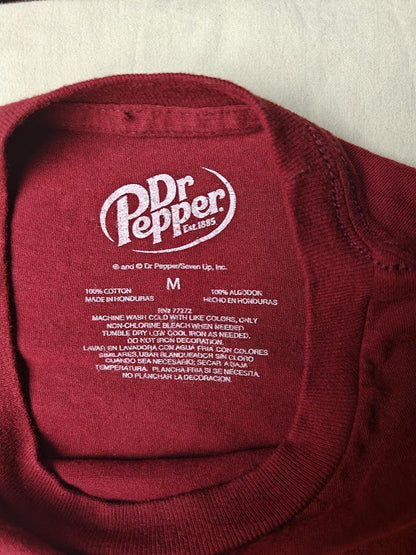 Dr
Pepper
Est. 1885
® and © Dr Pepper/Seven Up, Inc.
M
100% COTTON
MADE IN HONDURAS
100% ALGODON
HECHO EN HONDURAS
RN# 77272
MACHINE WASH COLD WITH LIKE COLORS, ONLY
NON-CHLORINE BLEACH WHEN NEEDED
TUMBLE DRY LOW COOL IRON AS NEEDED.
DO NOT IRON DECORATION.
LAVAR EN LAVADORA CON AGUA FRIA CON COLORES
SIMILARES, USAR BLANQUEADOR SIN CLORO
CUANDO SEA NECESARIO; SECAR A BAJA
TEMPERATURA. PLANCHA FRIA SI SE NECESITA.
NO PLANCHAR LA DECORACION.